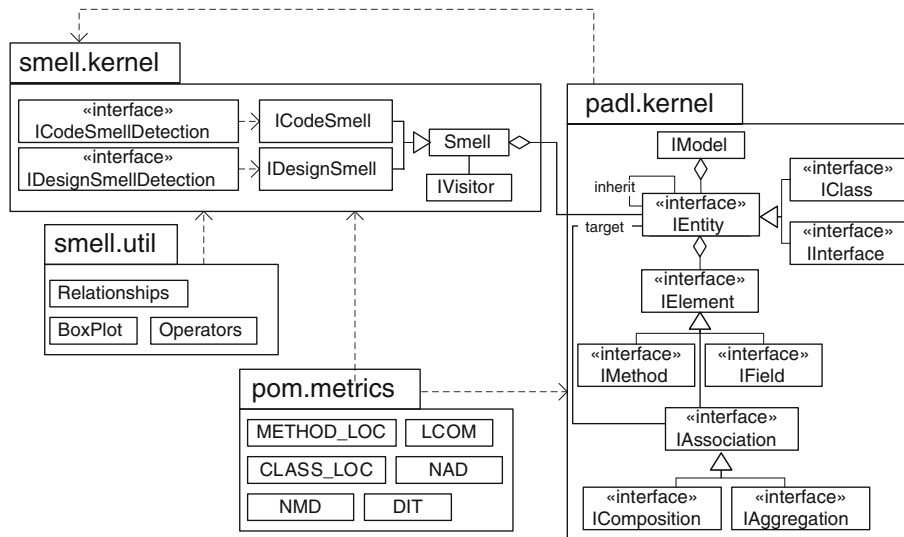 smell.kernel
«interface»
ICodeSmellDetection
ICodeSmell
«interface»
IDesignSmellDetection
IDesignSmell
Smell
IVisitor
smell.util
Relationships
BoxPlot
Operators
pom.metrics
METHOD_LOC
LCOM
CLASS_LOC
NAD
NMD
DIT
padl.kernel
IModel
inherit
«interface»
IEntity
target
«interface»
IClass
«interface»
IInterface
«interface»
IElement
«interface»
IMethod
«interface»
IField
«interface»
IAssociation
«interface»
IComposition
«interface»
IAggregation